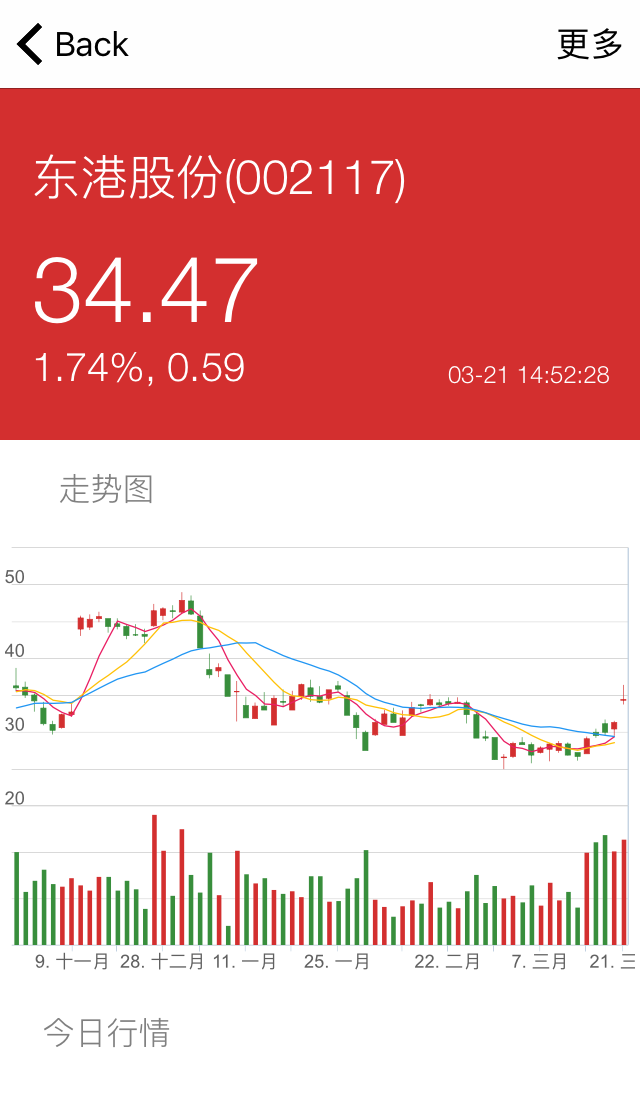 Back
更多
东港股份(002117)
34.47
1.74%, 0.59
03-21 14:52:28
走势图
50
40
30
20
9. 十一月 28. 十二月 11. 一月 25. 一月 22. 二月 7. 三月 21. 三
今日行情